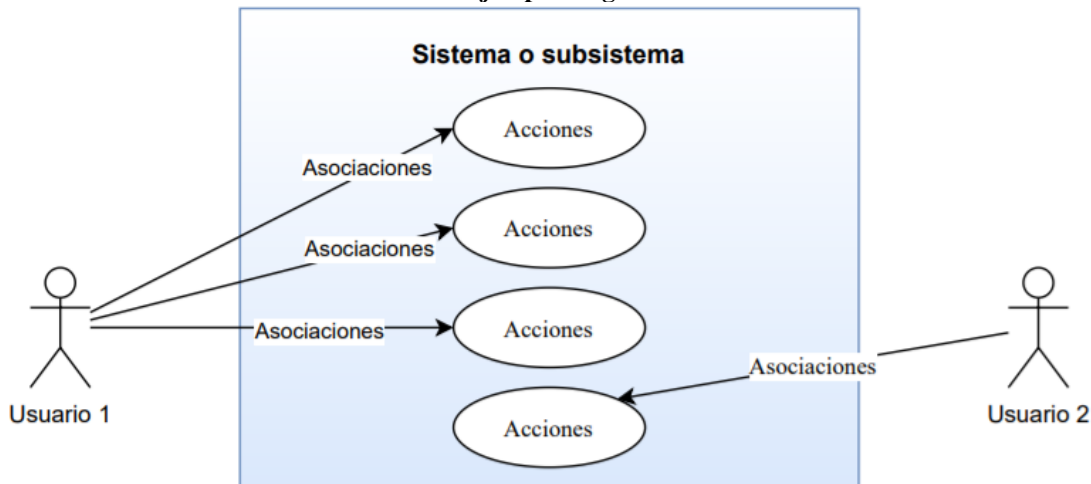 Sistema o subsistema
Acciones
Asociaciones
Acciones
Asociaciones
Acciones
Asociaciones
Asociaciones
Acciones
Usuario 1
Usuario 2